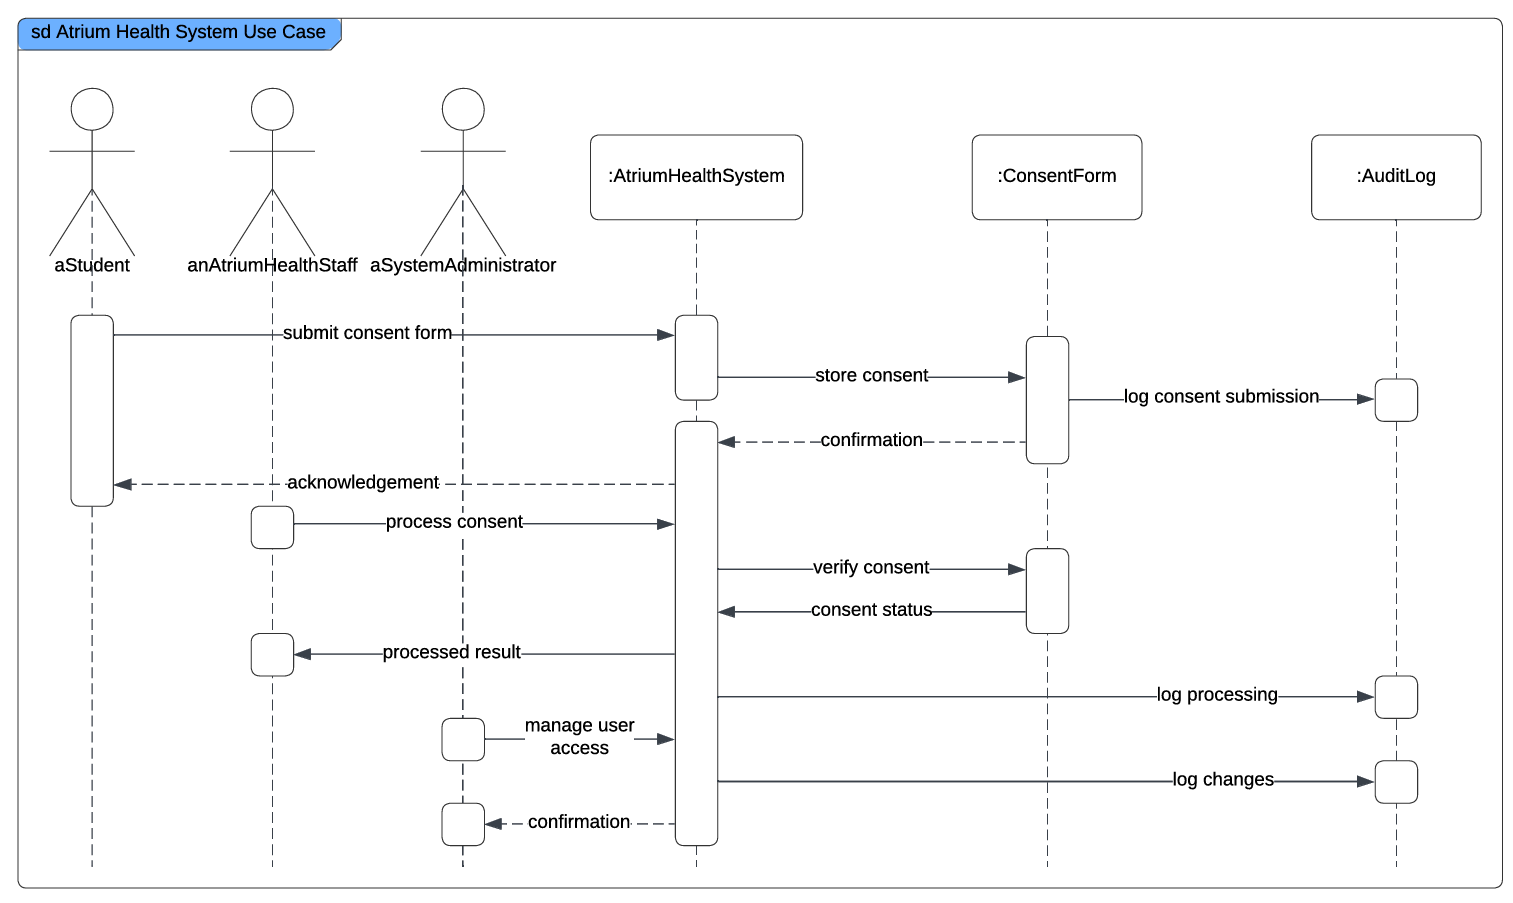 sd Atrium Health System Use Case
:AtriumHealthSystem
:ConsentForm
:AuditLog
aStudent
anAtriumHealthStaff
aSystemAdministrator
submit consent form
store consent
log consent submission
confirmation
acknowledgement
process consent
verify consent
consent status
processed result
log processing
manage user
access
log changes
confirmation